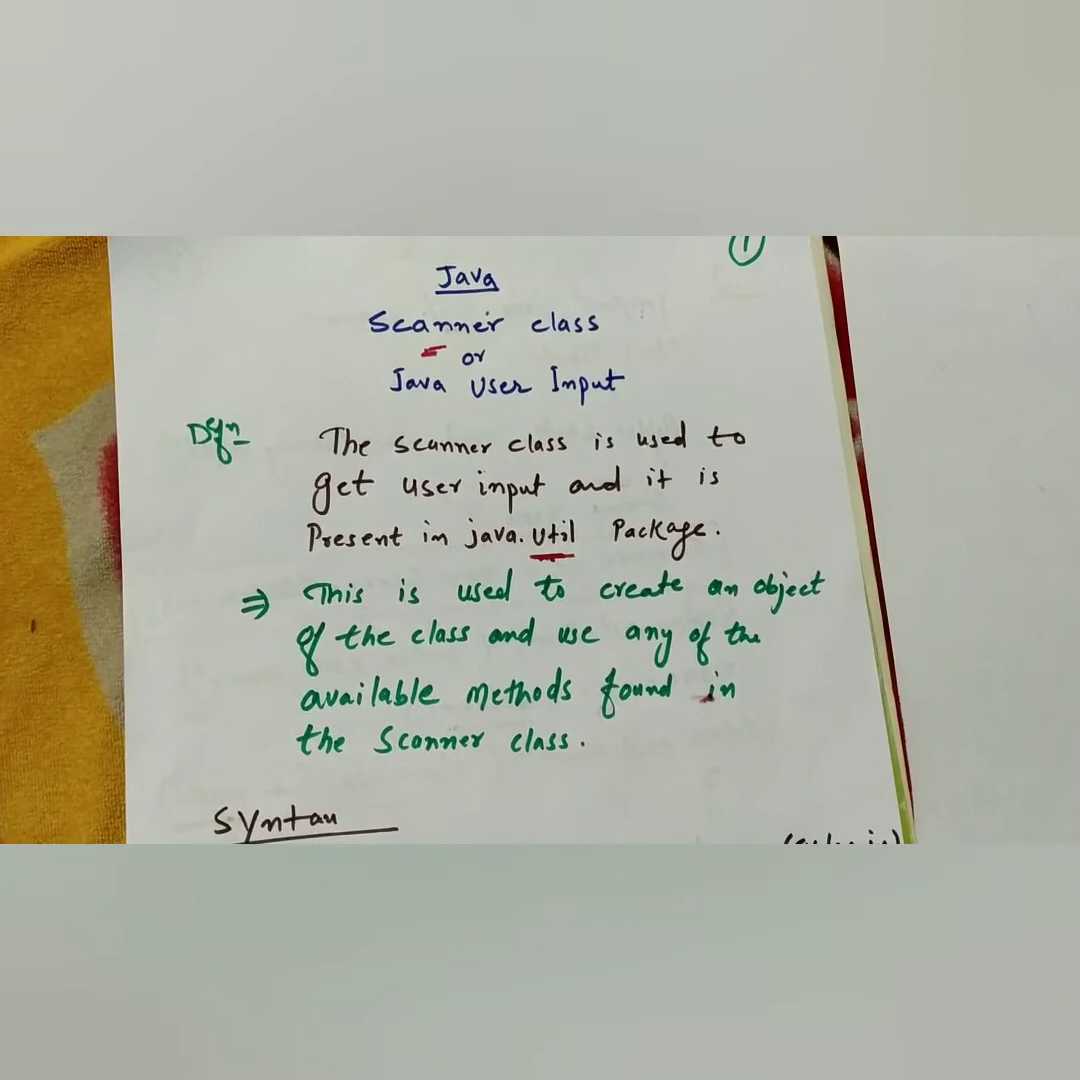 ①
Java
Scanner class
or
Java User Input
Defn The scanner class is used to
get user input and it is
Present in java.util Package.
⇒ This is used to create an object
of the class and use any of the
available methods found in
the Scanner class.
Syntax